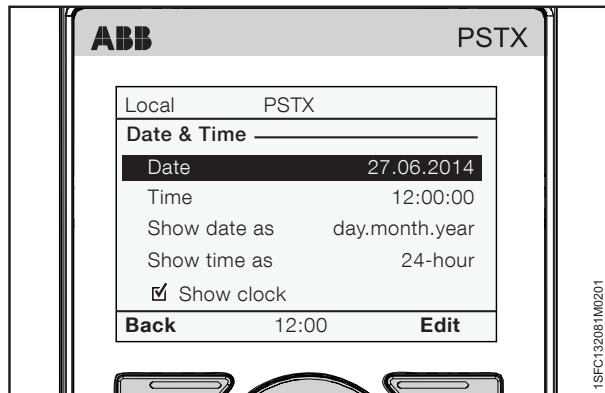 ABB PSTX
Local PSTX
Date & Time
Date 27.06.2014
Time 12:00:00
Show date as day.month.year
Show time as 24-hour
☑ Show clock
Back 12:00 Edit
1SFC132081M0201